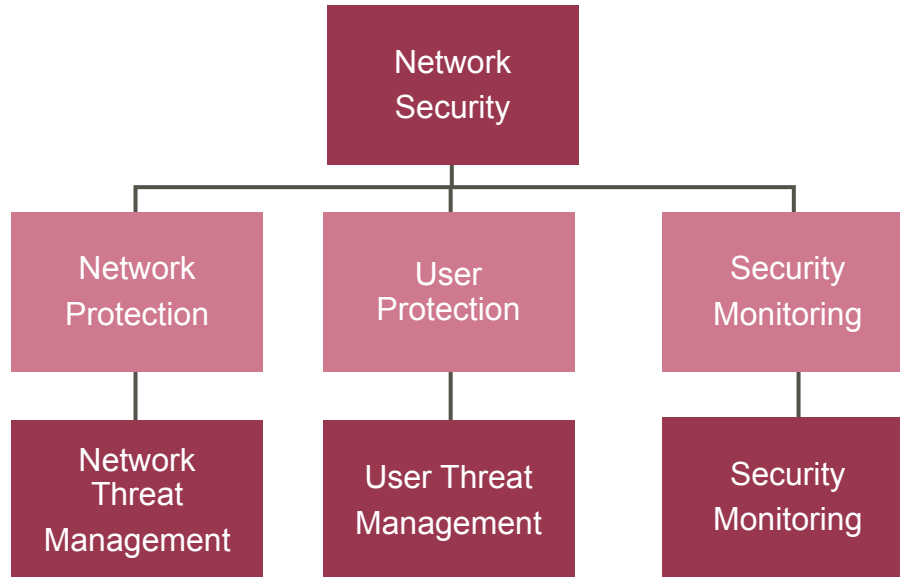 Network
Security
Network
Protection
User
Protection
Security
Monitoring
Network
Threat
Management
User Threat
Management
Security
Monitoring